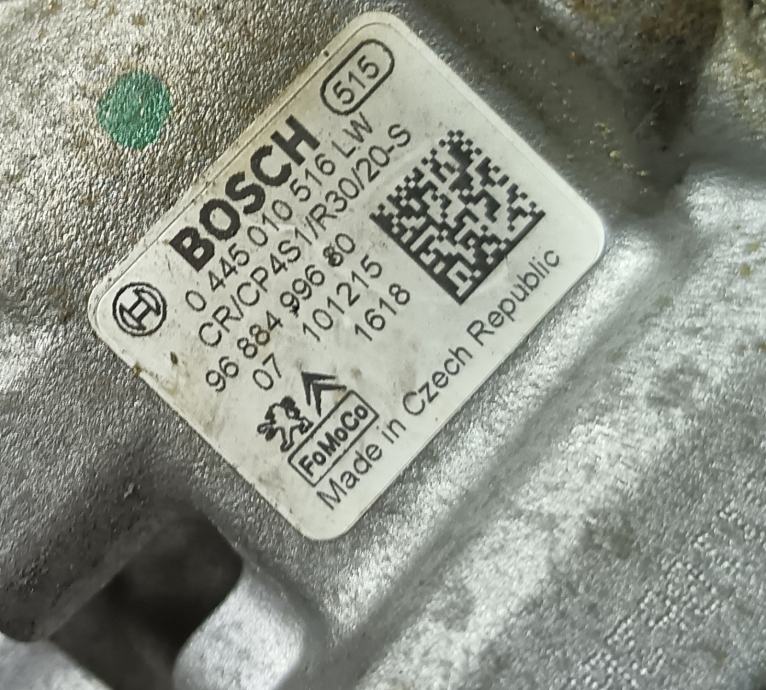 515
BOSCH
0 445 010 516 LW
CR/CP4S1/R30/20-S
96 884 996 80
07 101215
1618
FoMoCo
Made in Czech Republic